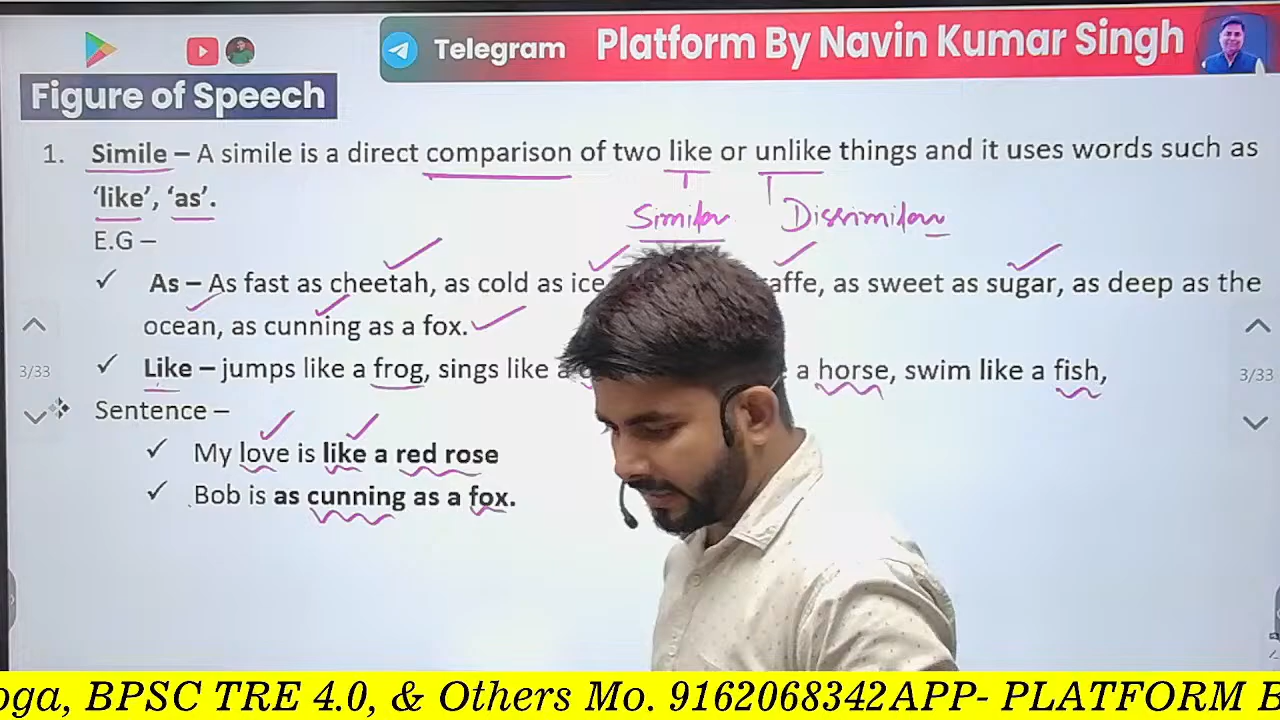 Telegram Platform By Navin Kumar Singh
Figure of Speech
1. Simile – A simile is a direct comparison of two like or unlike things and it uses words such as
'like', 'as'.
Similar Dissimilar
E.G –
✓ As – As fast as cheetah, as cold as ice affe, as sweet as sugar, as deep as the
ocean, as cunning as a fox.
3/33 3/33
✓ Like – jumps like a frog, sings like a a horse, swim like a fish,
Sentence –
✓ My love is like a red rose
✓ Bob is as cunning as a fox.
oga, BPSC TRE 4.0, & Others Mo. 9162068342APP- PLATFORM B